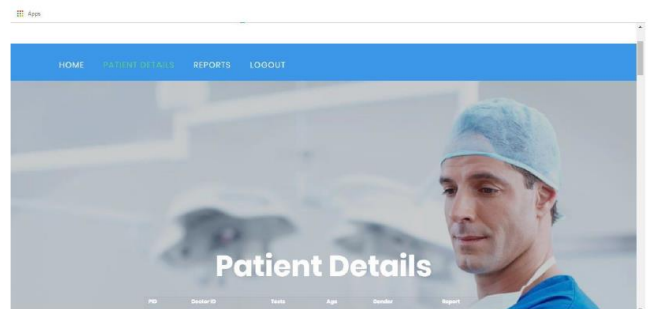 Apps
HOME PATIENT DETAILS REPORTS LOGOUT
Patient Details
PID Doctor ID Tests Age Gender Report